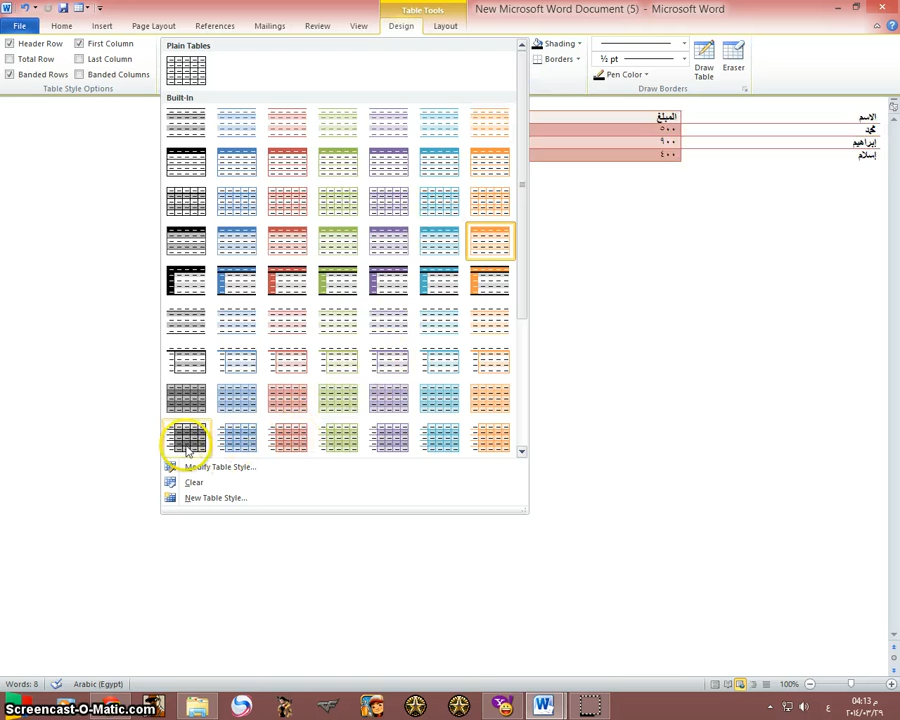 Table Tools
New Microsoft Word Document (5) - Microsoft Word
File Home Insert Page Layout References Mailings Review View Design Layout
Header Row First Column
Total Row Last Column
Banded Rows Banded Columns
Table Style Options
Plain Tables
Built-In
Modify Table Style...
Clear
New Table Style...
Shading
Borders
½ pt
Pen Color
Draw Table
Eraser
Draw Borders
الاسم المبلغ
محمد ٥٠٠
إبراهيم ٩٠٠
إسلام ٤٠٠
Words: 8 Arabic (Egypt)
100%
Screencast-O-Matic.com
ع
04:13 م
٢٠١٤/٠٣/٢٩